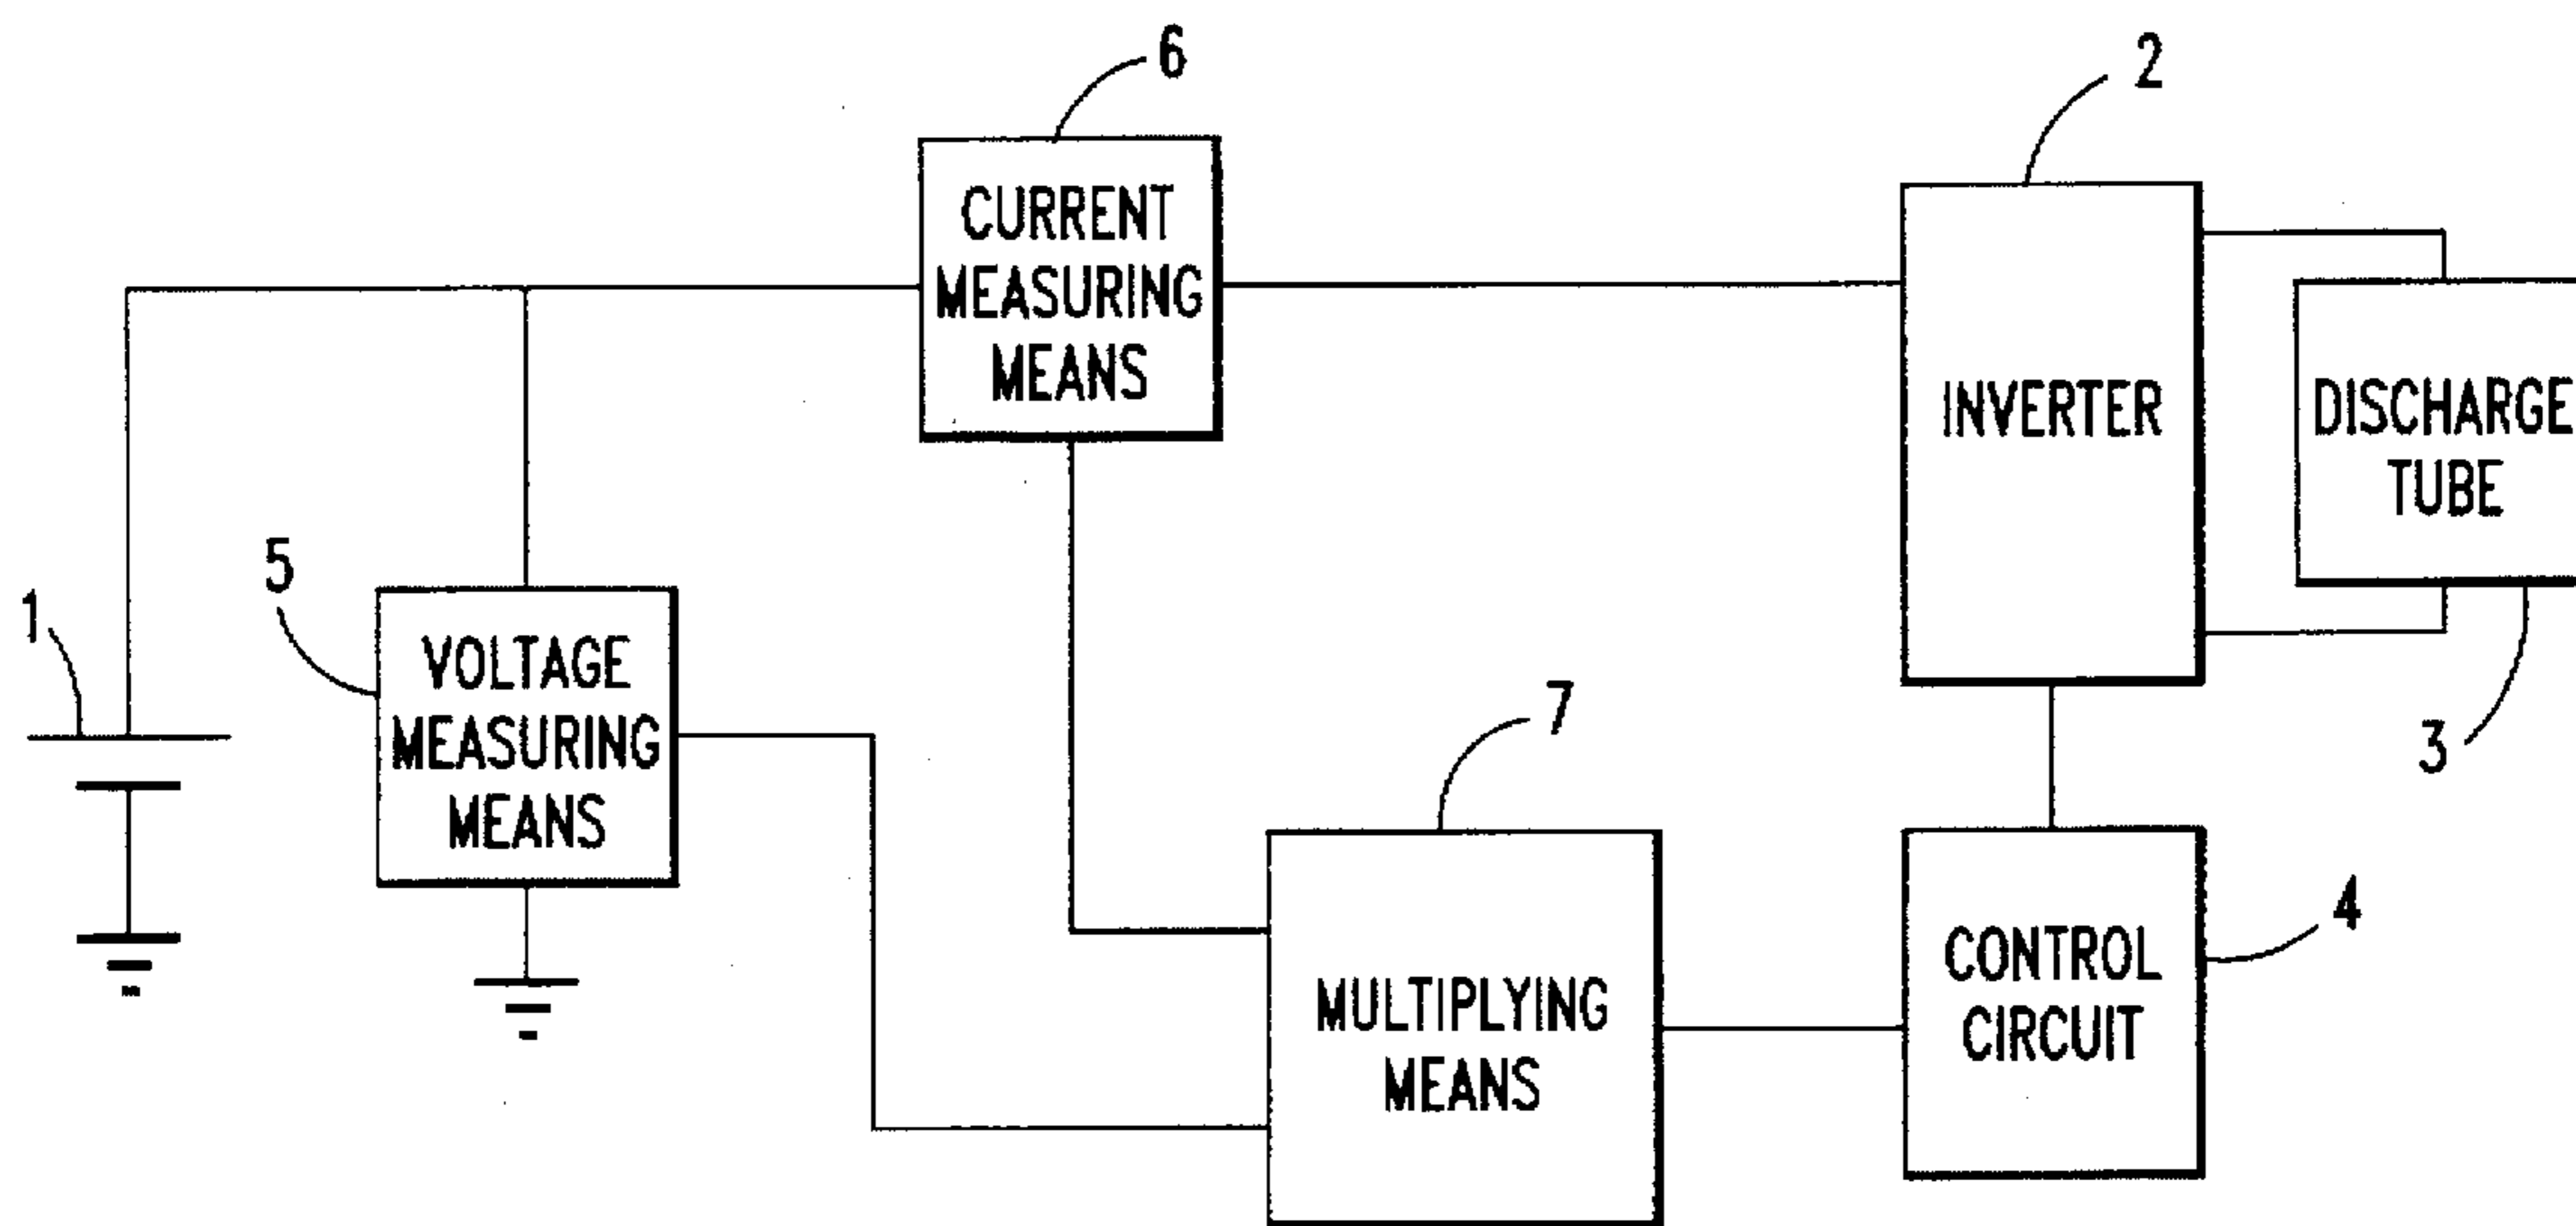 6
2
CURRENT
MEASURING
MEANS
INVERTER
DISCHARGE
TUBE
5
1
VOLTAGE
MEASURING
MEANS
7
3
MULTIPLYING
MEANS
CONTROL
CIRCUIT
4